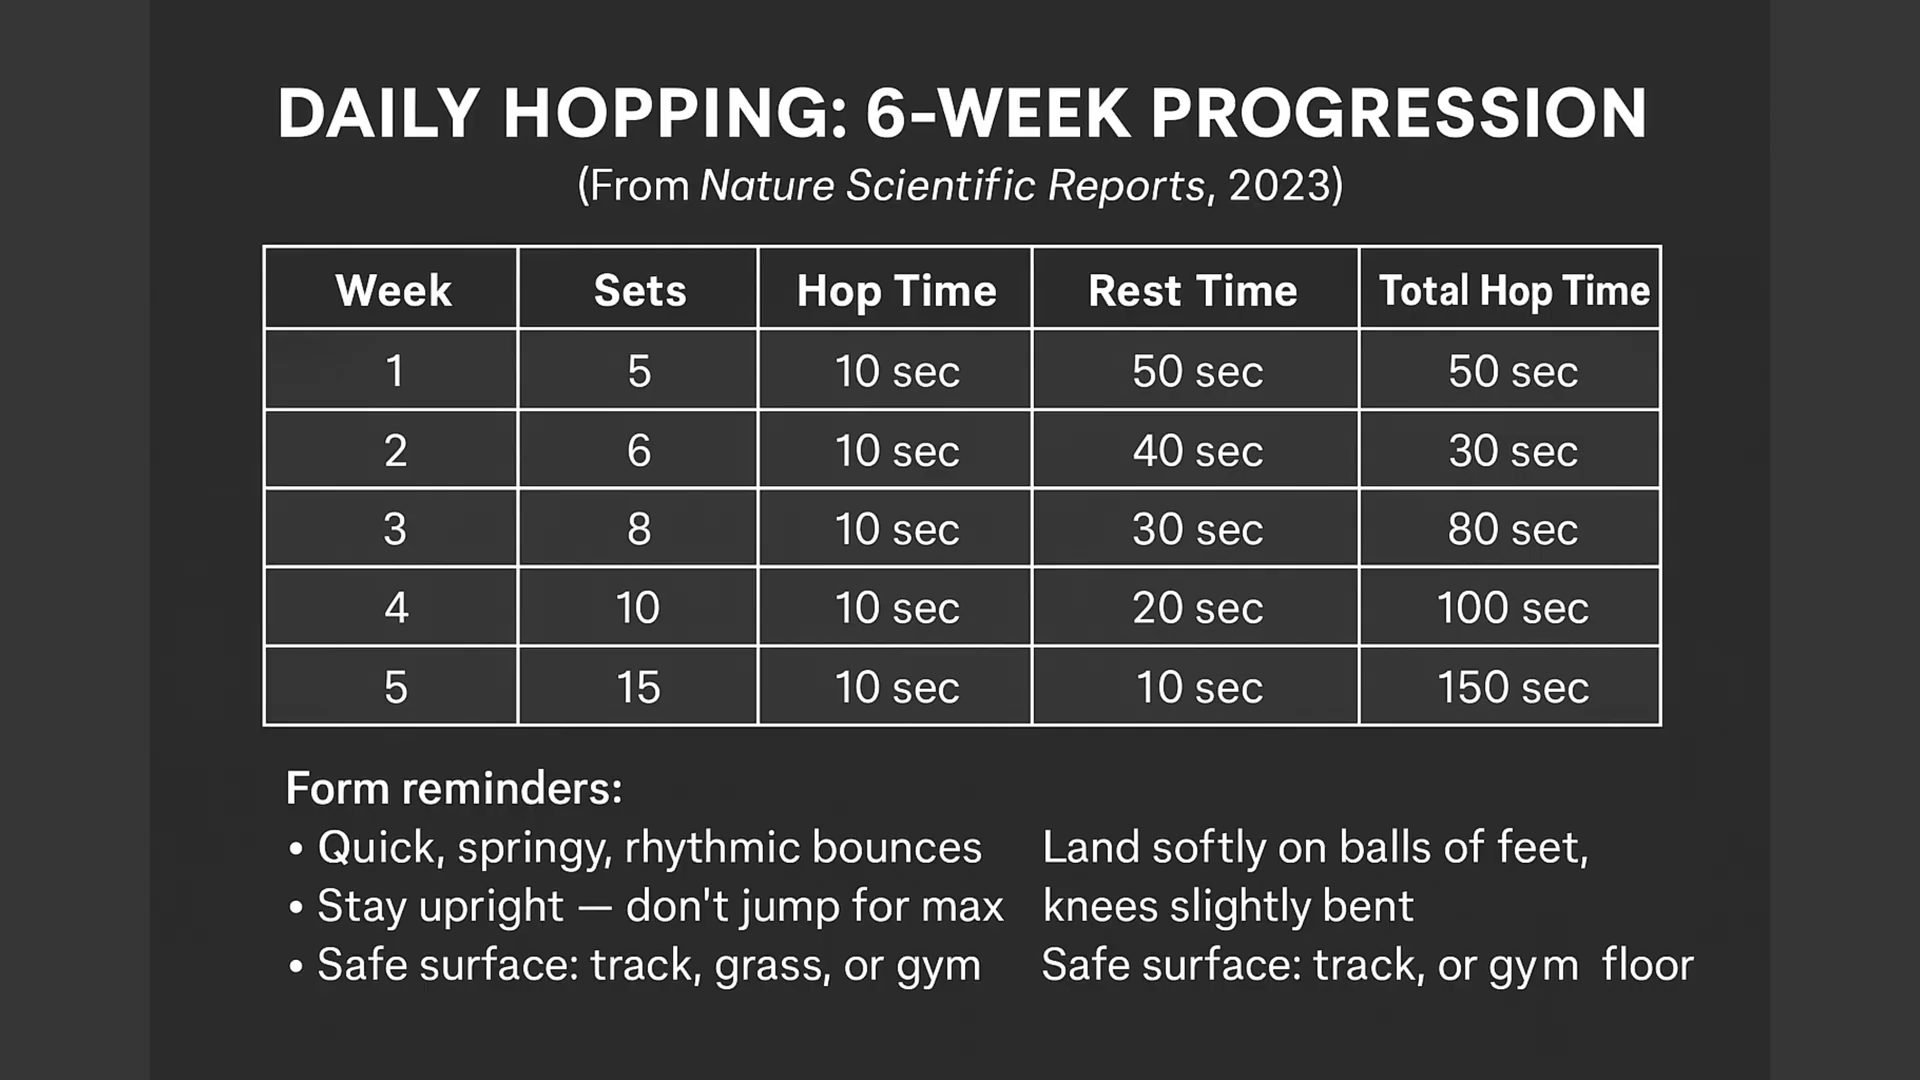 DAILY HOPPING: 6-WEEK PROGRESSION
(From Nature Scientific Reports, 2023)
Week Sets Hop Time Rest Time Total Hop Time
1 5 10 sec 50 sec 50 sec
2 6 10 sec 40 sec 30 sec
3 8 10 sec 30 sec 80 sec
4 10 10 sec 20 sec 100 sec
5 15 10 sec 10 sec 150 sec
Form reminders:
• Quick, springy, rhythmic bounces
• Stay upright — don't jump for max
• Safe surface: track, grass, or gym
Land softly on balls of feet,
knees slightly bent
Safe surface: track, or gym floor